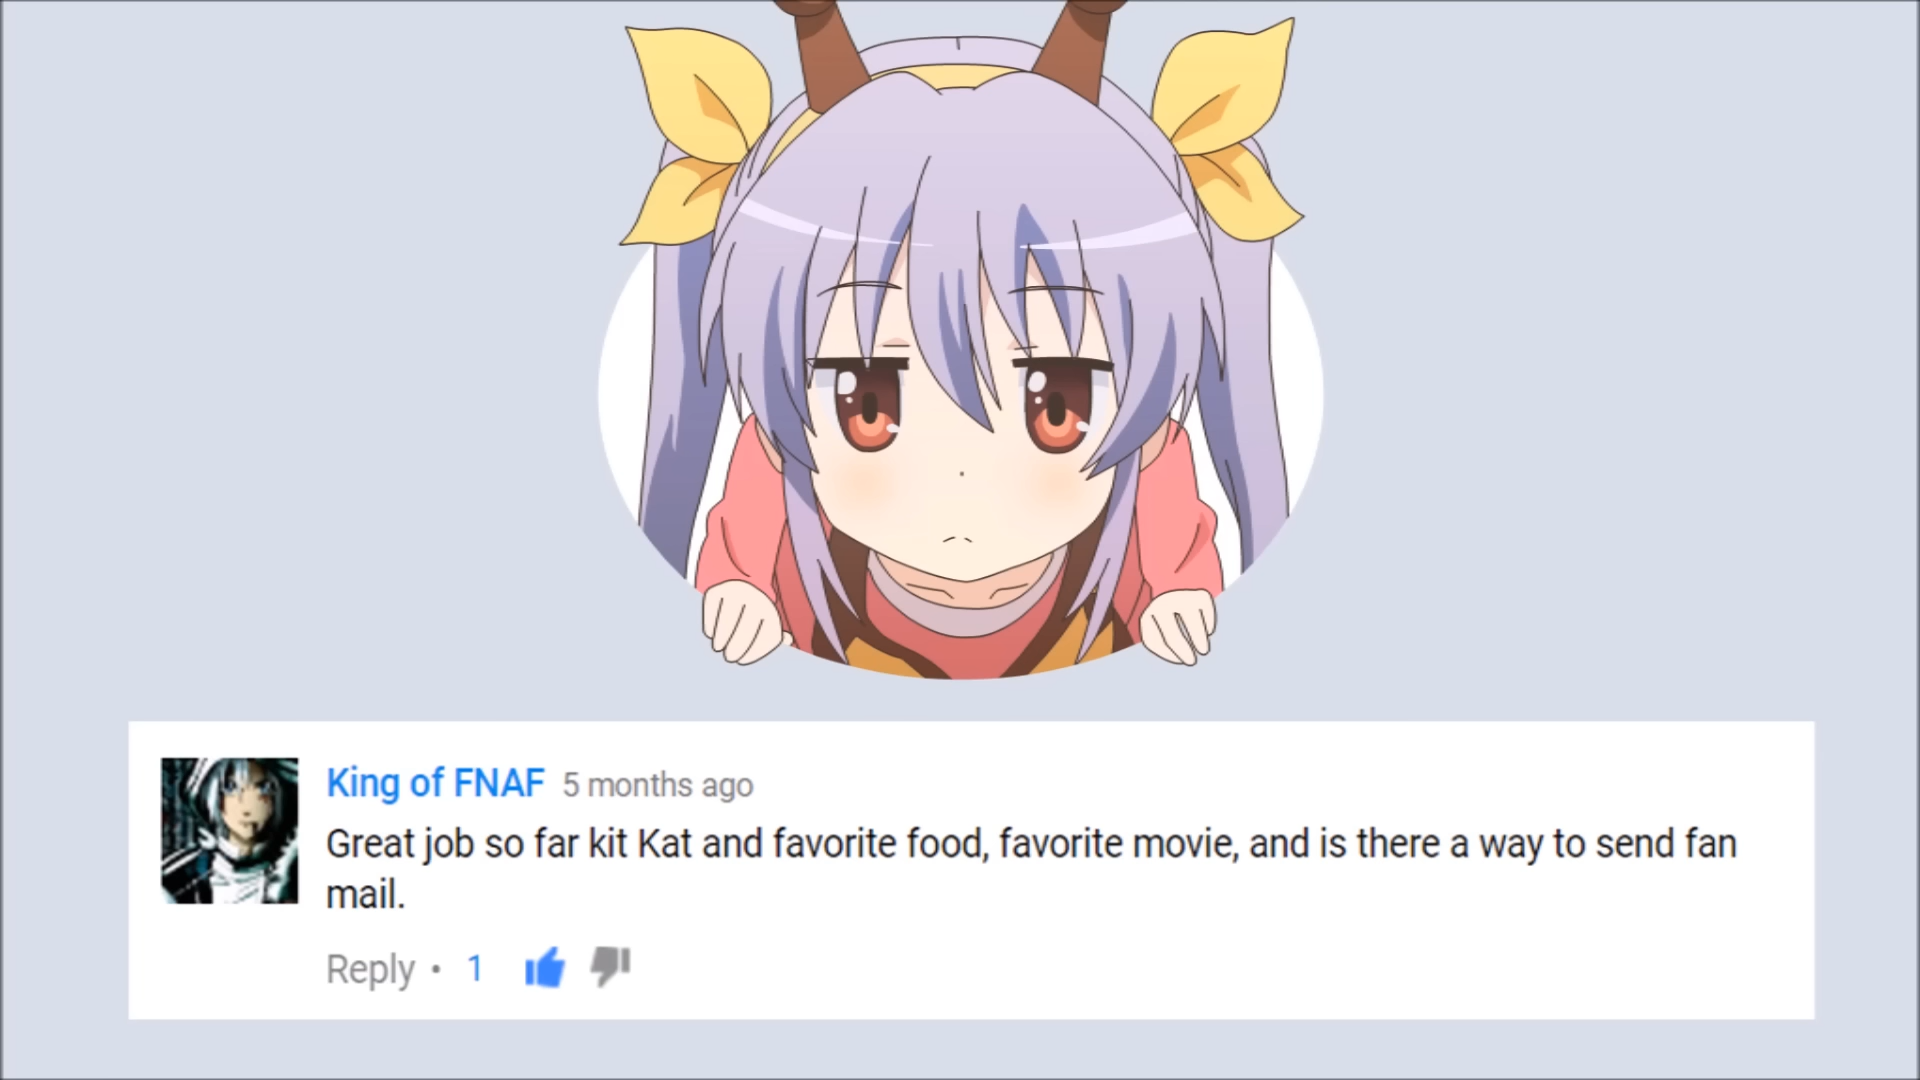 King of FNAF 5 months ago
Great job so far kit Kat and favorite food, favorite movie, and is there a way to send fan
mail.
Reply • 1